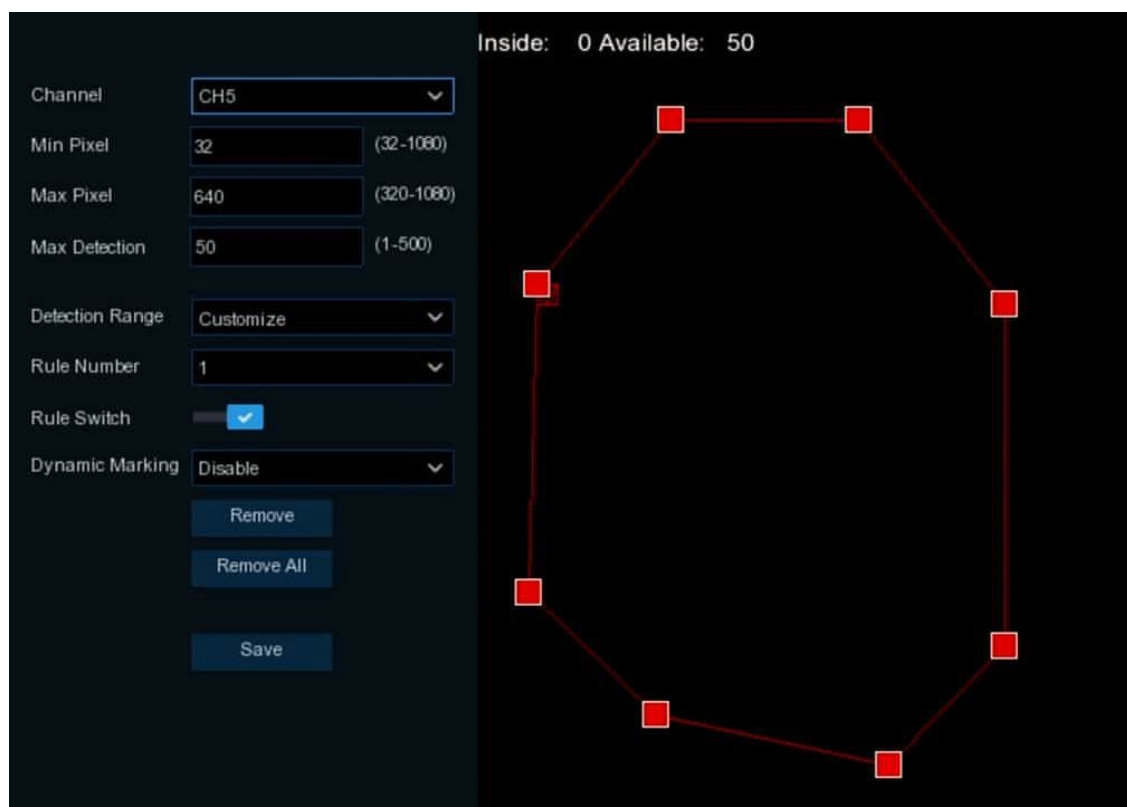 Inside: 0 Available: 50
Channel CH5
Min Pixel 32 (32-1080)
Max Pixel 640 (320-1080)
Max Detection 50 (1-500)
Detection Range Customize
Rule Number 1
Rule Switch
Dynamic Marking Disable
Remove
Remove All
Save